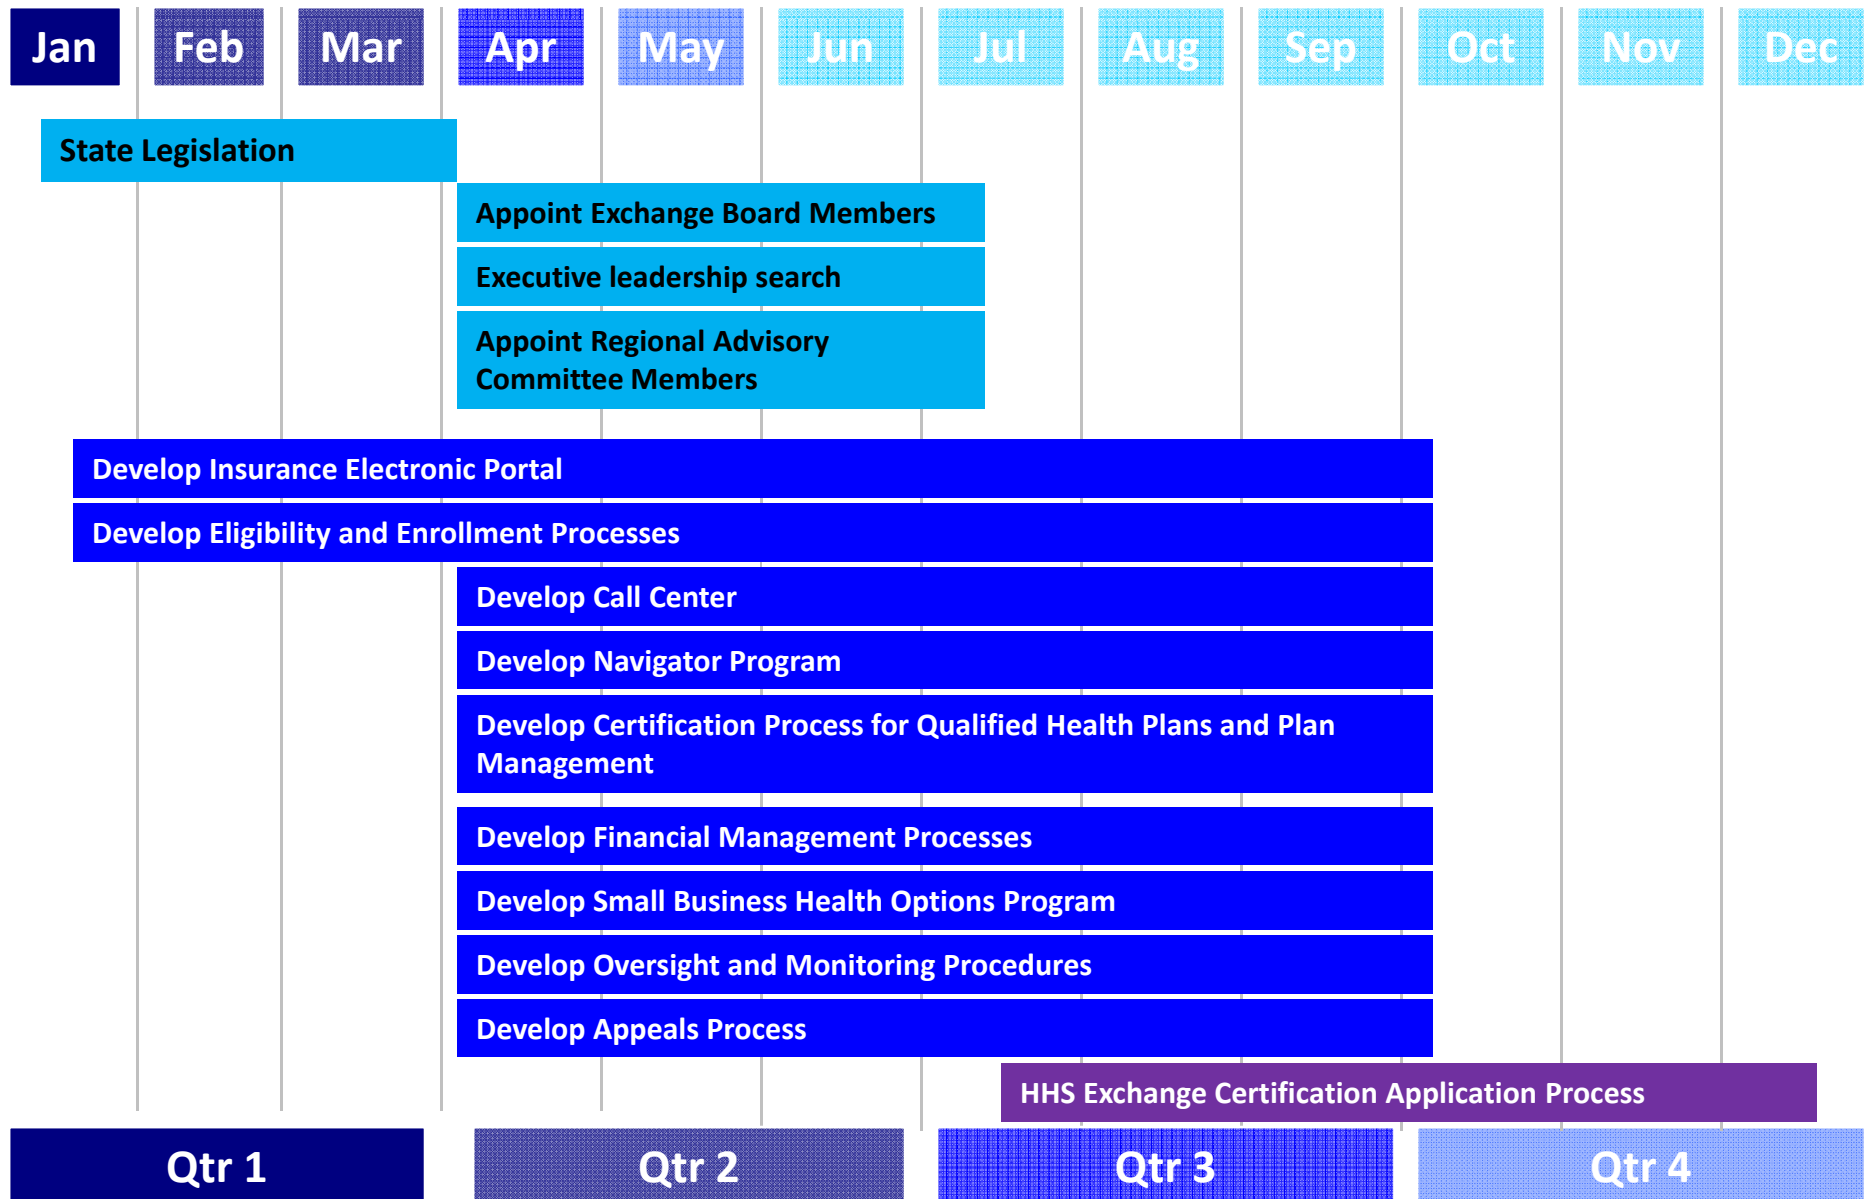 Jan Feb Mar Apr May Jun Jul Aug Sep Oct Nov Dec
State Legislation
Appoint Exchange Board Members
Executive leadership search
Appoint Regional Advisory
Committee Members
Develop Insurance Electronic Portal
Develop Eligibility and Enrollment Processes
Develop Call Center
Develop Navigator Program
Develop Certification Process for Qualified Health Plans and Plan
Management
Develop Financial Management Processes
Develop Small Business Health Options Program
Develop Oversight and Monitoring Procedures
Develop Appeals Process
HHS Exchange Certification Application Process
Qtr 1 Qtr 2 Qtr 3 Qtr 4